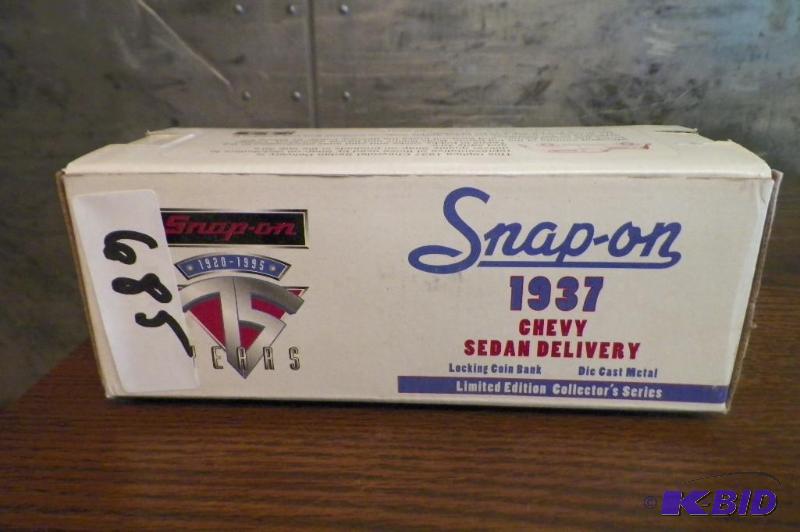 685
Snap-on
1920-1995
75
YEARS
Snap-on
1937
CHEVY
SEDAN DELIVERY
Locking Coin Bank Die Cast Metal
Limited Edition Collector's Series
© K-BID